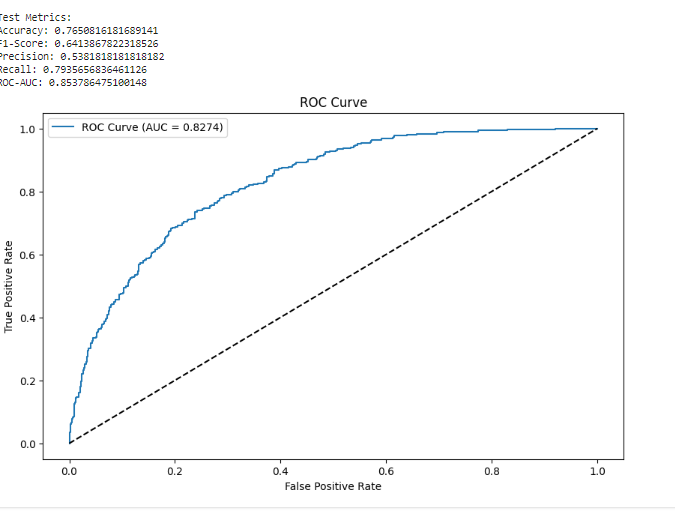 Test Metrics:
Accuracy: 0.7650816181689141
F1-Score: 0.6413867822318526
Precision: 0.5381818181818182
Recall: 0.7935656836461126
ROC-AUC: 0.853786475100148
ROC Curve
ROC Curve (AUC = 0.8274)
1.0
0.8
0.6
0.4
0.2
0.0
True Positive Rate
0.0 0.2 0.4 0.6 0.8 1.0
False Positive Rate